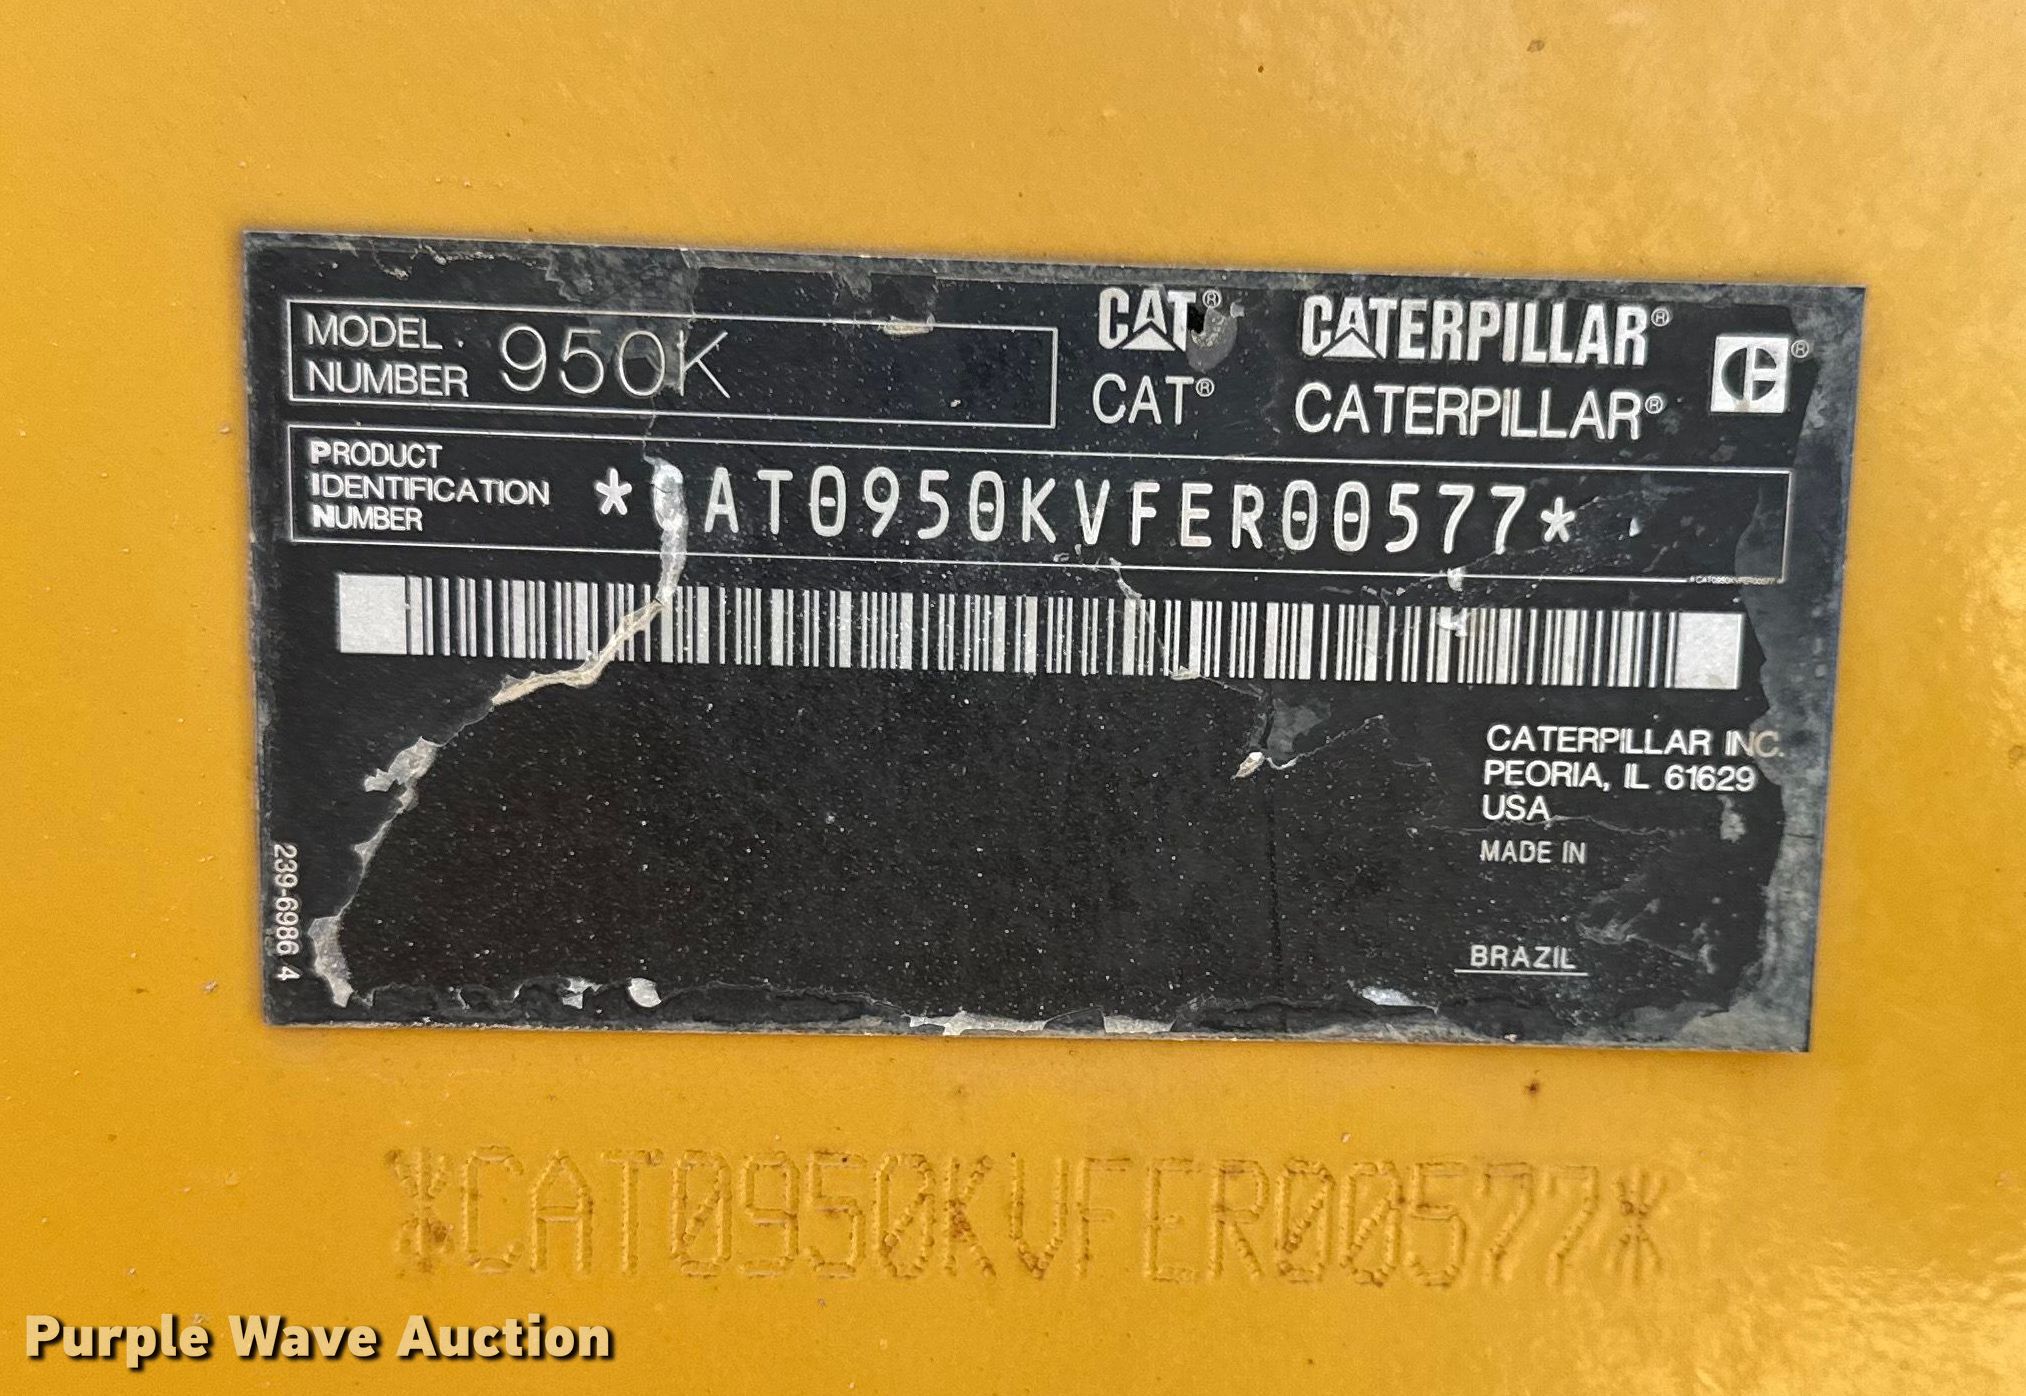 MODEL NUMBER 950K
CAT® CATERPILLAR®
CAT® CATERPILLAR®
PRODUCT IDENTIFICATION NUMBER *CAT0950KVFER00577*
*CAT0950KVFER00577*
CATERPILLAR INC.
PEORIA, IL 61629
USA
MADE IN
BRAZIL
239-6986 4
*CAT0950KVFER00577*
Purple Wave Auction